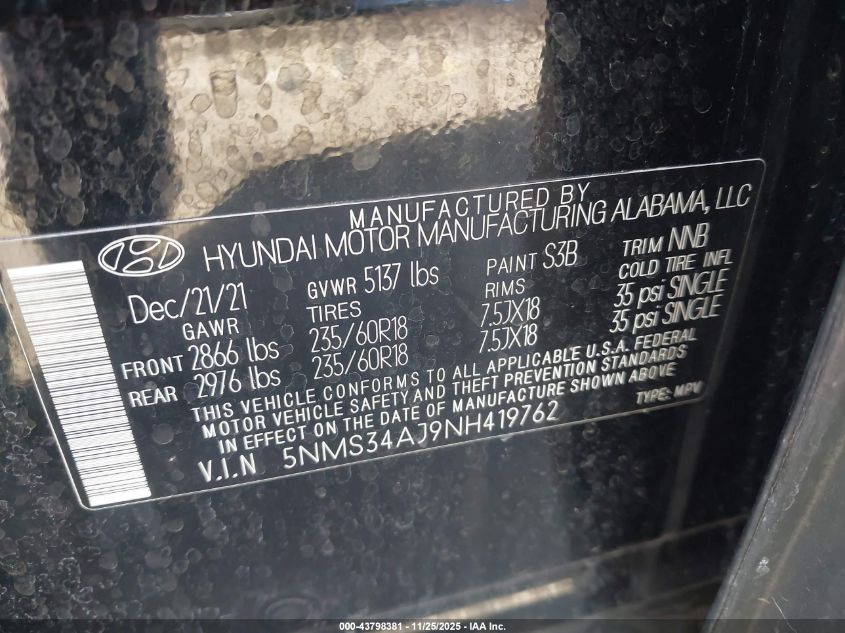 MANUFACTURED BY
HYUNDAI MOTOR MANUFACTURING ALABAMA, LLC
Dec/21/21 GVWR 5137 lbs PAINT S3B TRIM NNB
GAWR TIRES RIMS COLD TIRE INFL
FRONT 2866 lbs 235/60R18 7.5JX18 35 psi SINGLE
REAR 2976 lbs 235/60R18 7.5JX18 35 psi SINGLE
THIS VEHICLE CONFORMS TO ALL APPLICABLE U.S.A. FEDERAL
MOTOR VEHICLE SAFETY AND THEFT PREVENTION STANDARDS
IN EFFECT ON THE DATE OF MANUFACTURE SHOWN ABOVE
V.I.N 5NMS34AJ9NH419762 TYPE: MPV
000-43798381 - 11/25/2025 - IAA Inc.